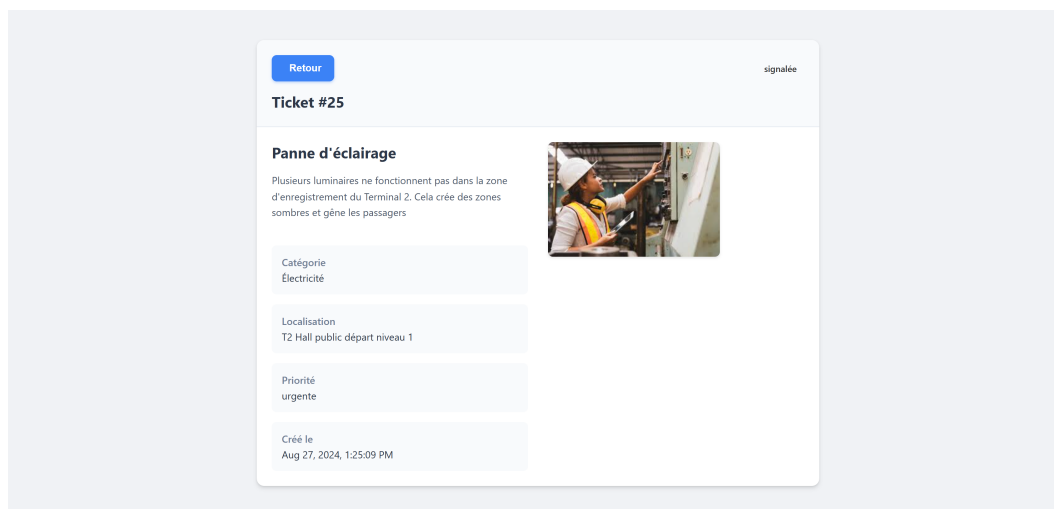 Retour
signalée
Ticket #25
Panne d'éclairage
Plusieurs luminaires ne fonctionnent pas dans la zone
d'enregistrement du Terminal 2. Cela crée des zones
sombres et gêne les passagers
Catégorie
Électricité
Localisation
T2 Hall public départ niveau 1
Priorité
urgente
Créé le
Aug 27, 2024, 1:25:09 PM